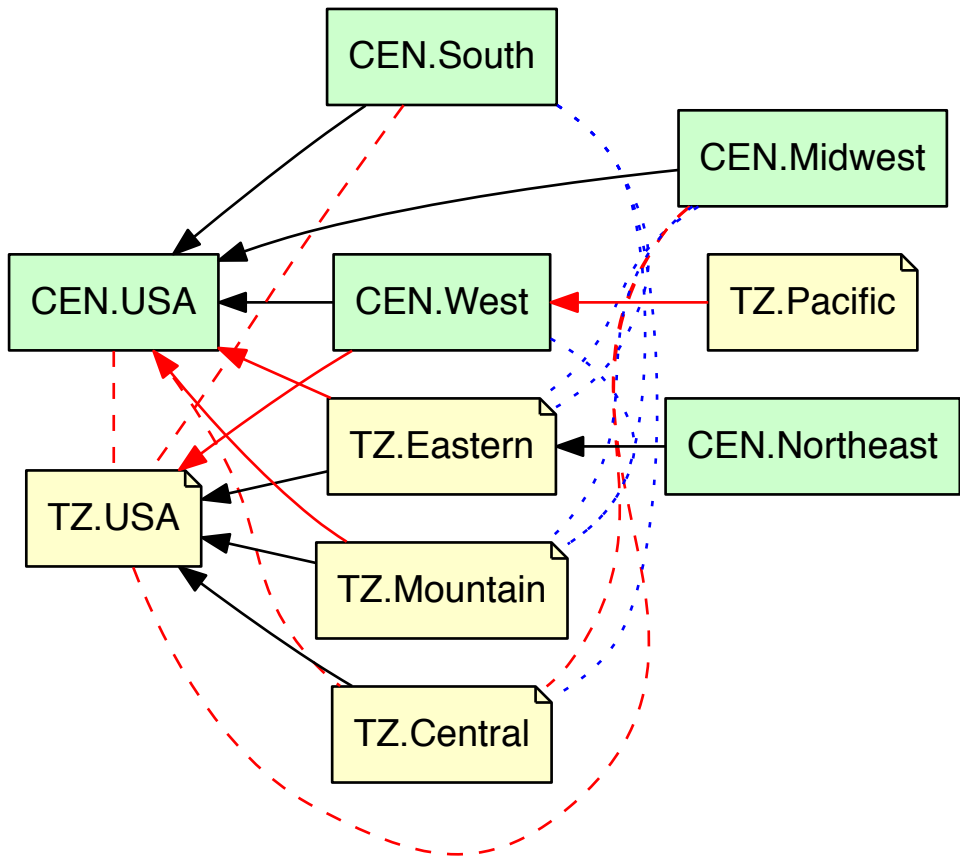 CEN.South
CEN.Midwest
CEN.USA
CEN.West
TZ.Pacific
TZ.Eastern
CEN.Northeast
TZ.USA
TZ.Mountain
TZ.Central